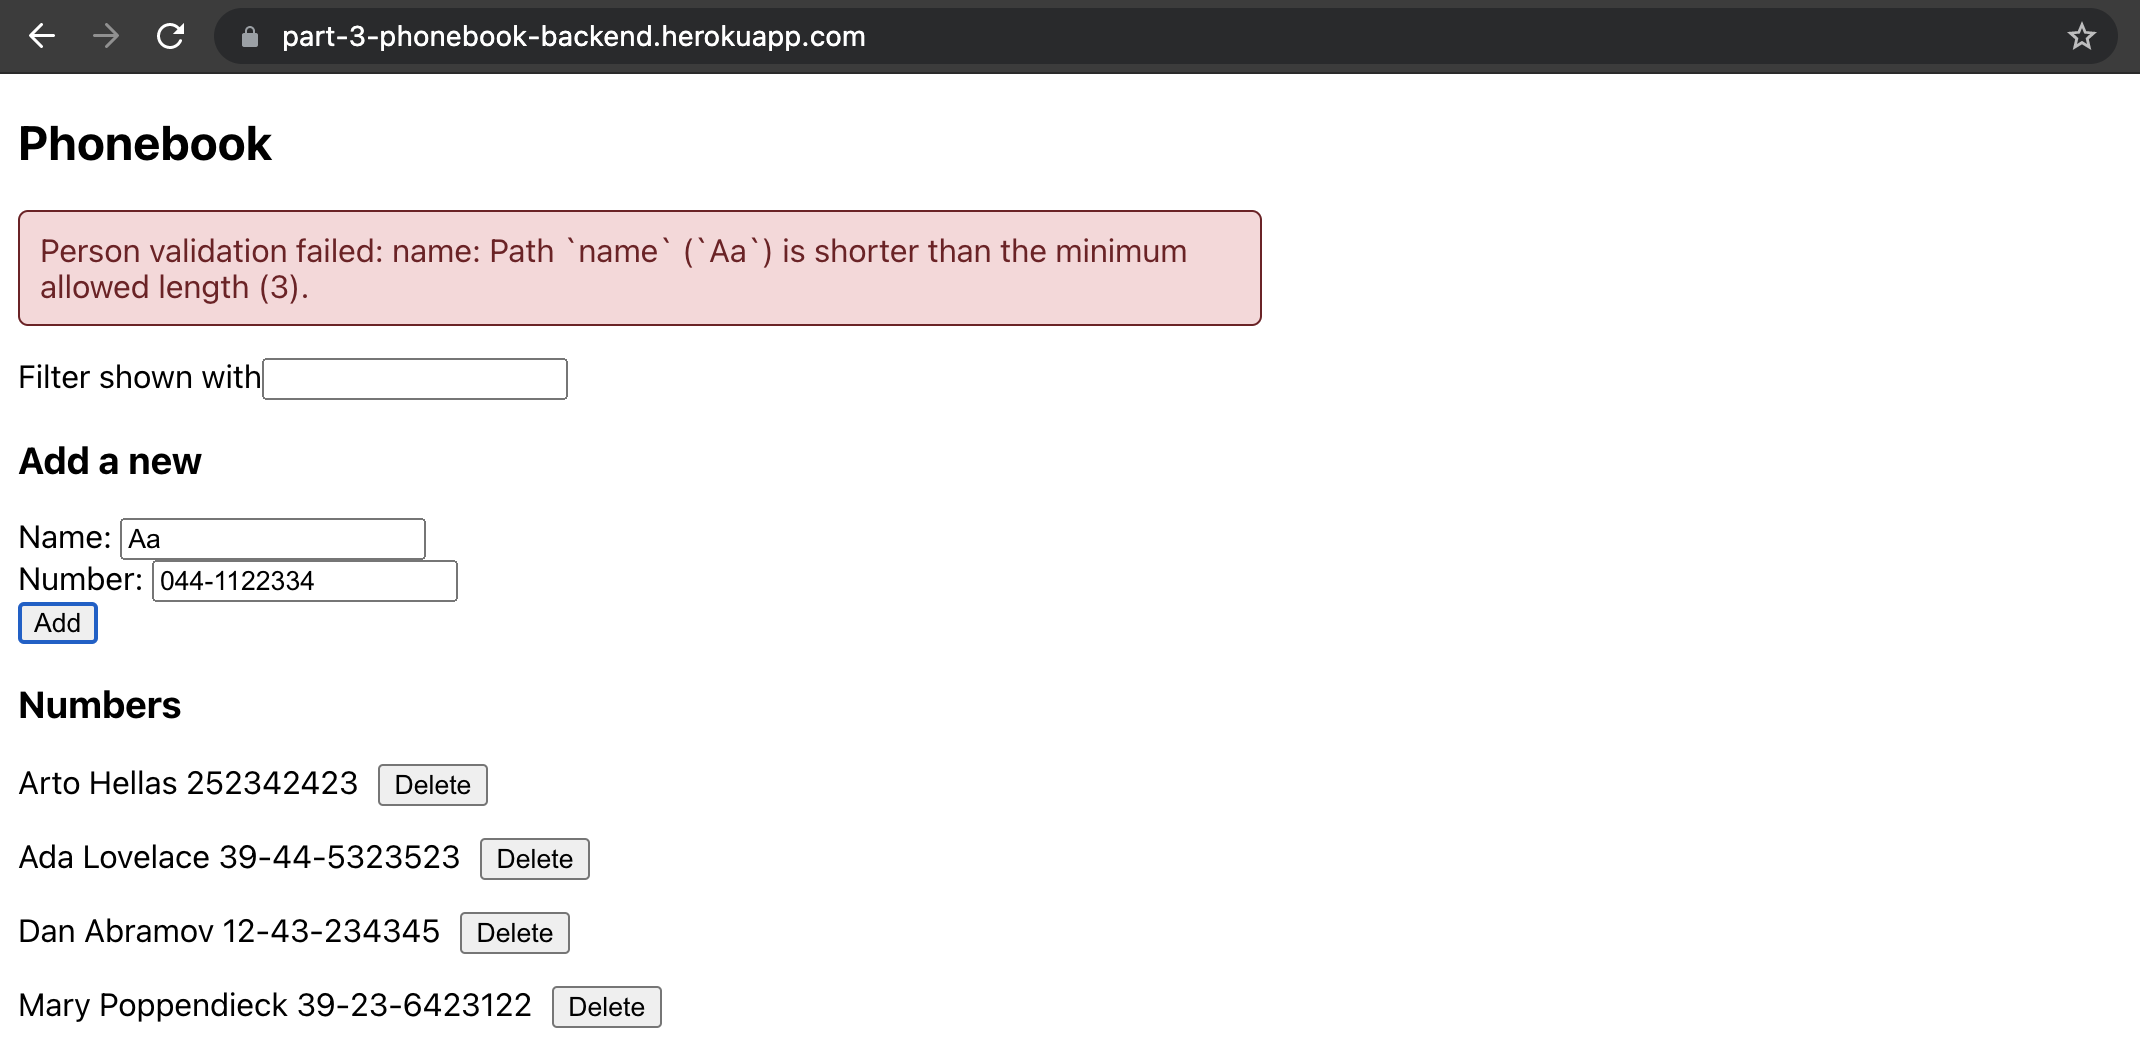 part-3-phonebook-backend.herokuapp.com
Phonebook
Person validation failed: name: Path `name` (`Aa`) is shorter than the minimum
allowed length (3).
Filter shown with
Add a new
Name: Aa
Number: 044-1122334
Add
Numbers
Arto Hellas 252342423 Delete
Ada Lovelace 39-44-5323523 Delete
Dan Abramov 12-43-234345 Delete
Mary Poppendieck 39-23-6423122 Delete